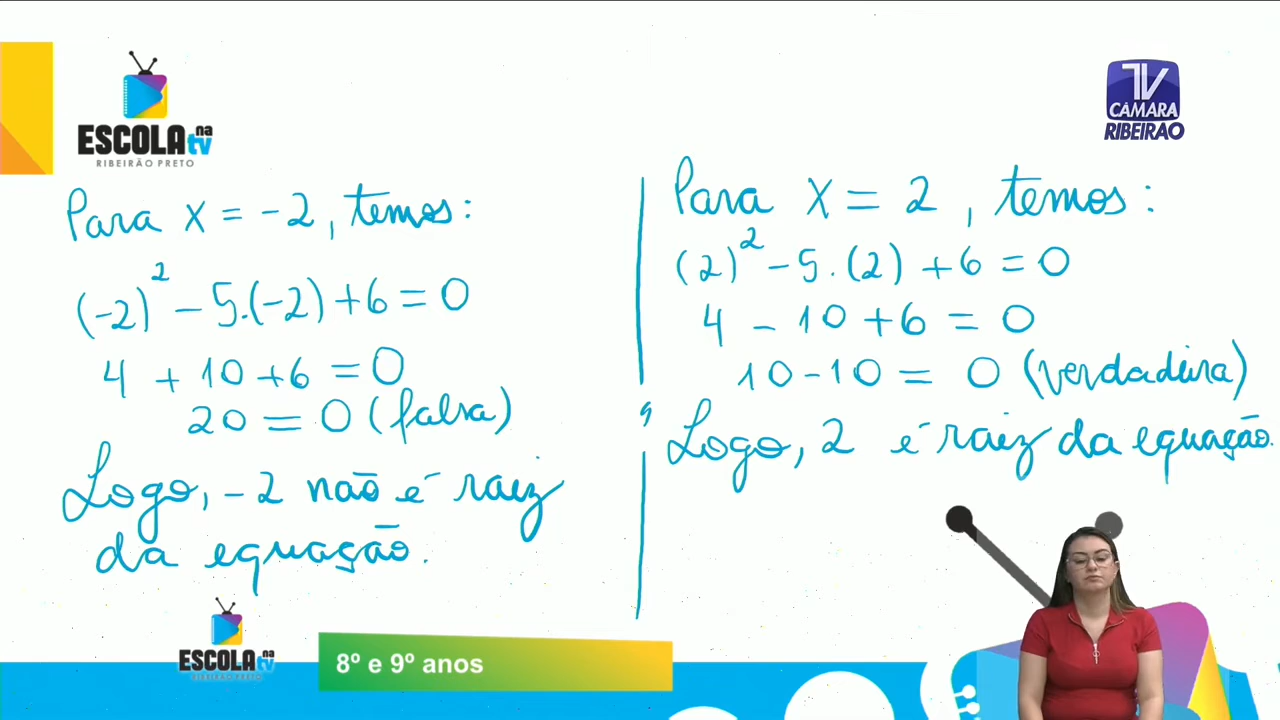 ESCOLA na tv
RIBEIRÃO PRETO
TV
CÂMARA
RIBEIRAO
Para x = -2, temos:
(-2)² - 5.(-2) + 6 = 0
4 + 10 + 6 = 0
20 = 0 (falsa)
Logo, -2 não é raiz
da equação.
Para x = 2, temos:
(2)² - 5.(2) + 6 = 0
4 - 10 + 6 = 0
10 - 10 = 0 (verdadeira)
Logo, 2 é raiz da equação.
ESCOLA na tv
RIBEIRÃO PRETO
8º e 9º anos